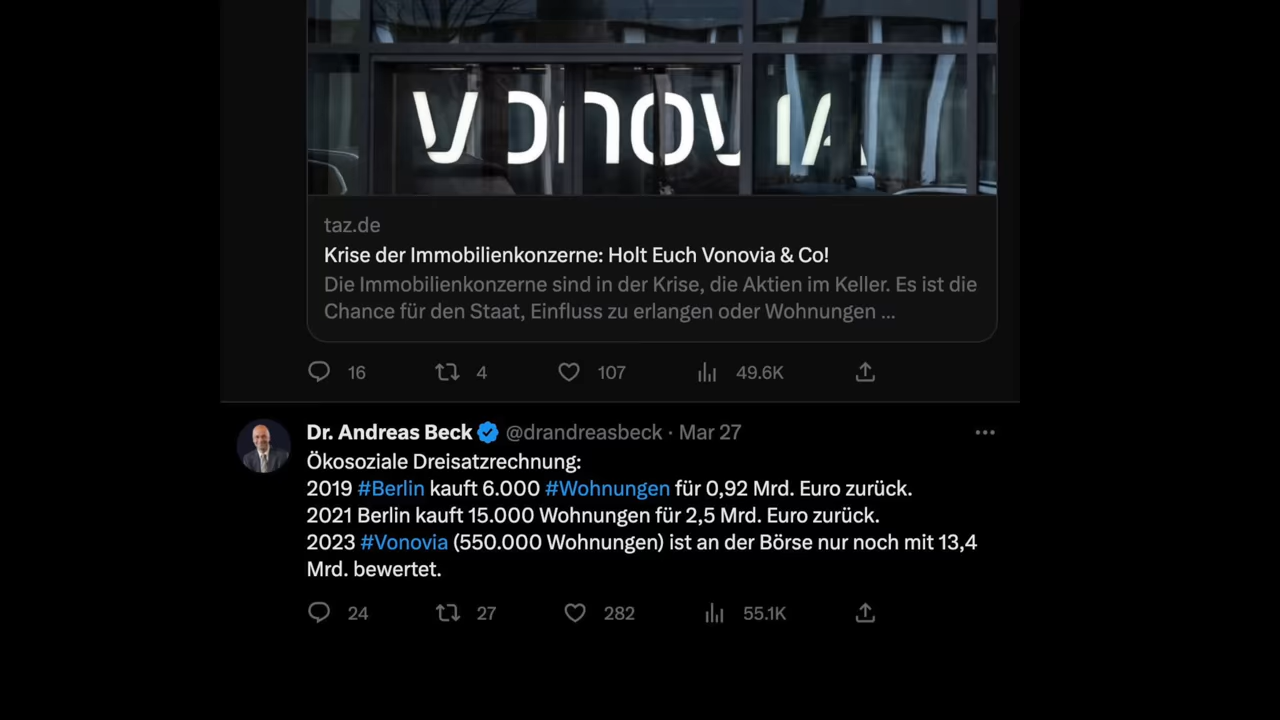 vonovia
taz.de
Krise der Immobilienkonzerne: Holt Euch Vonovia & Co!
Die Immobilienkonzerne sind in der Krise, die Aktien im Keller. Es ist die
Chance für den Staat, Einfluss zu erlangen oder Wohnungen ...
16 4 107 49.6K
Dr. Andreas Beck @drandreasbeck · Mar 27
Ökosoziale Dreisatzrechnung:
2019 #Berlin kauft 6.000 #Wohnungen für 0,92 Mrd. Euro zurück.
2021 Berlin kauft 15.000 Wohnungen für 2,5 Mrd. Euro zurück.
2023 #Vonovia (550.000 Wohnungen) ist an der Börse nur noch mit 13,4
Mrd. bewertet.
24 27 282 55.1K